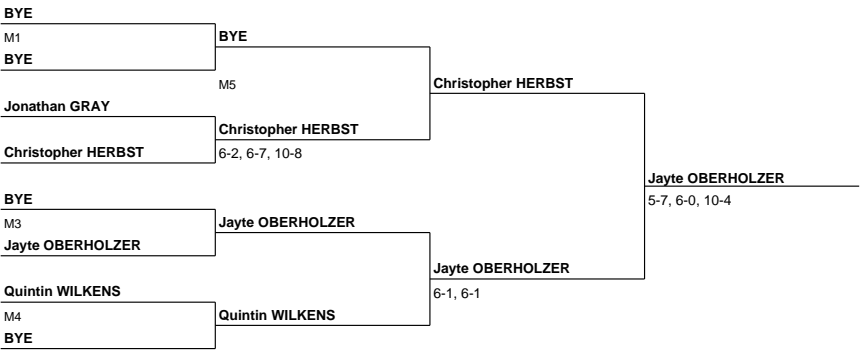 BYE
M1
BYE
BYE
M5
Jonathan GRAY
Christopher HERBST
Christopher HERBST
6-2, 6-7, 10-8
Christopher HERBST
BYE
M3
Jayte OBERHOLZER
Jayte OBERHOLZER
Quintin WILKENS
M4
BYE
Quintin WILKENS
Jayte OBERHOLZER
6-1, 6-1
Jayte OBERHOLZER
5-7, 6-0, 10-4